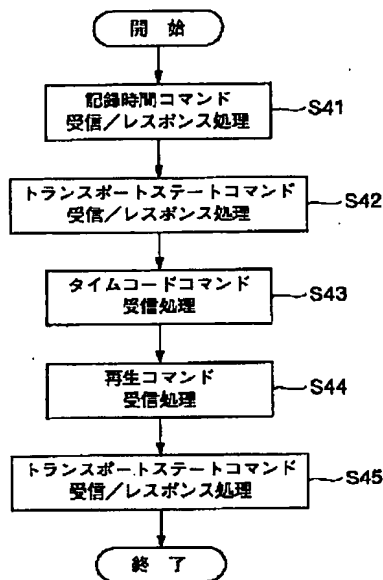 開 始
記録時間コマンド
受信／レスポンス処理
S41
トランスポートステートコマンド
受信／レスポンス処理
S42
タイムコードコマンド
受信処理
S43
再生コマンド
受信処理
S44
トランスポートステートコマンド
受信／レスポンス処理
S45
終 了